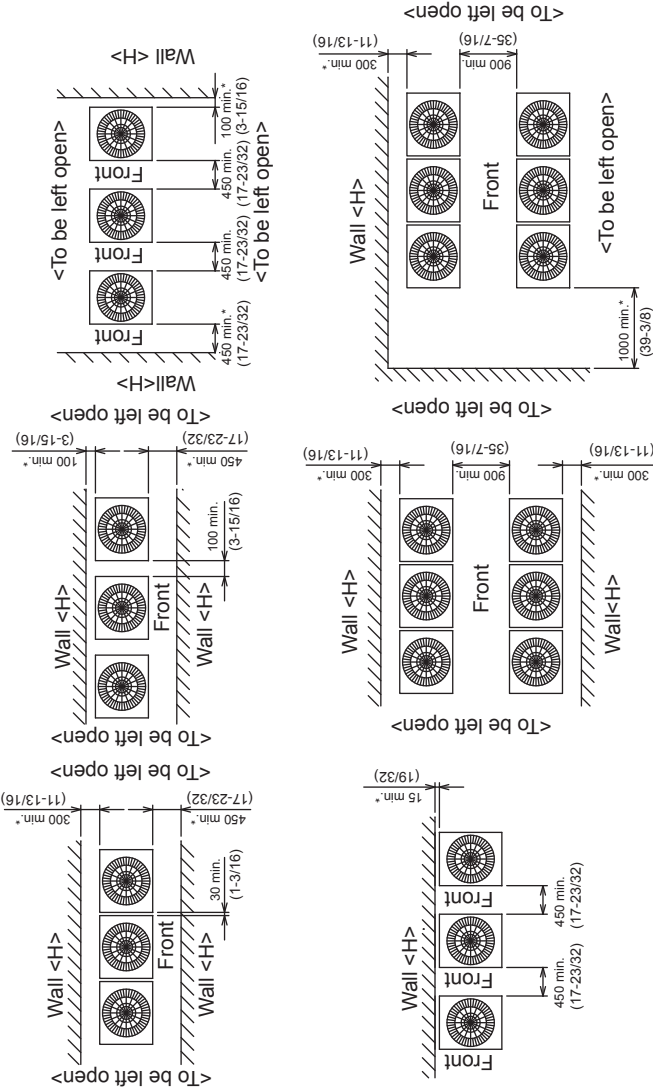 <To be left open>
Wall <H>
Front
Front
Front
450 min.*
(17-23/32)
450 min.
(17-23/32)
450 min.
(17-23/32)
100 min.*
(3-15/16)
Wall<H>
<To be left open>
<To be left open>
300 min.*
(11-13/16)
Wall <H>
900 min.
(35-7/16)
Front
<To be left open>
1000 min.*
(39-3/8)
<To be left open>
<To be left open>
100 min.*
(3-15/16)
450 min.*
(17-23/32)
Wall <H>
Front
100 min.
(3-15/16)
Wall <H>
<To be left open>
300 min.*
(11-13/16)
900 min.
(35-7/16)
300 min.*
(11-13/16)
Wall <H>
Front
Wall<H>
<To be left open>
<To be left open>
300 min.*
(11-13/16)
450 min.*
(17-23/32)
Wall <H>
Front
30 min.
(1-3/16)
Wall <H>
<To be left open>
15 min.*
(19/32)
Wall <H>
Front
Front
Front
450 min.
(17-23/32)
450 min.
(17-23/32)